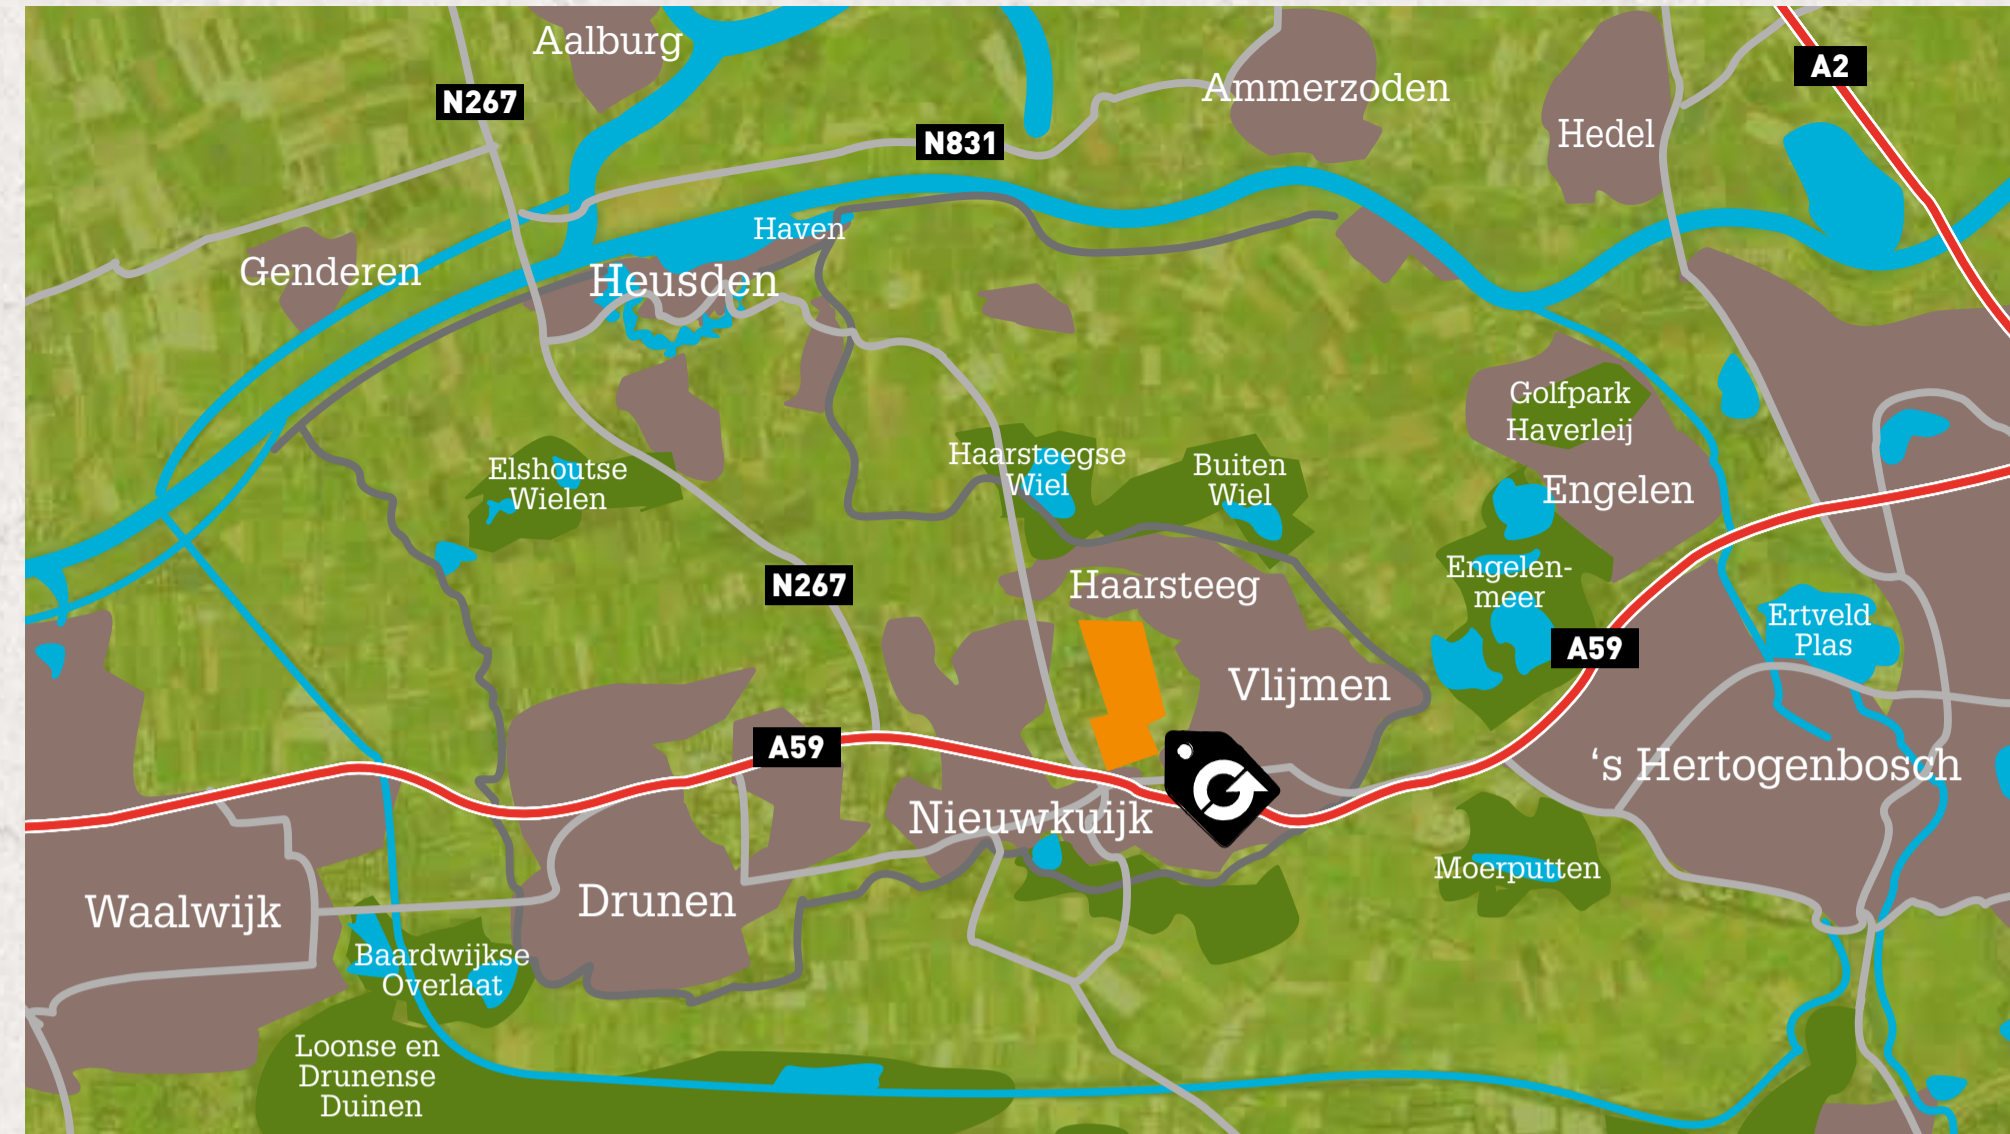 Aalburg
A2
Ammerzoden
N267
Hedel
N831
Haven
Genderen
Heusden
Golfpark
Haverleij
Haarsteegse
Wiel
Buiten
Wiel
Elshoutse
Wielen
Engelen
Engelen-
meer
N267
Haarsteeg
Ertveld
Plas
A59
Vlijmen
A59
's Hertogenbosch
Nieuwkuijk
Moerputten
Drunen
Waalwijk
Baardwijkse
Overlaat
Loonse en
Drunense
Duinen